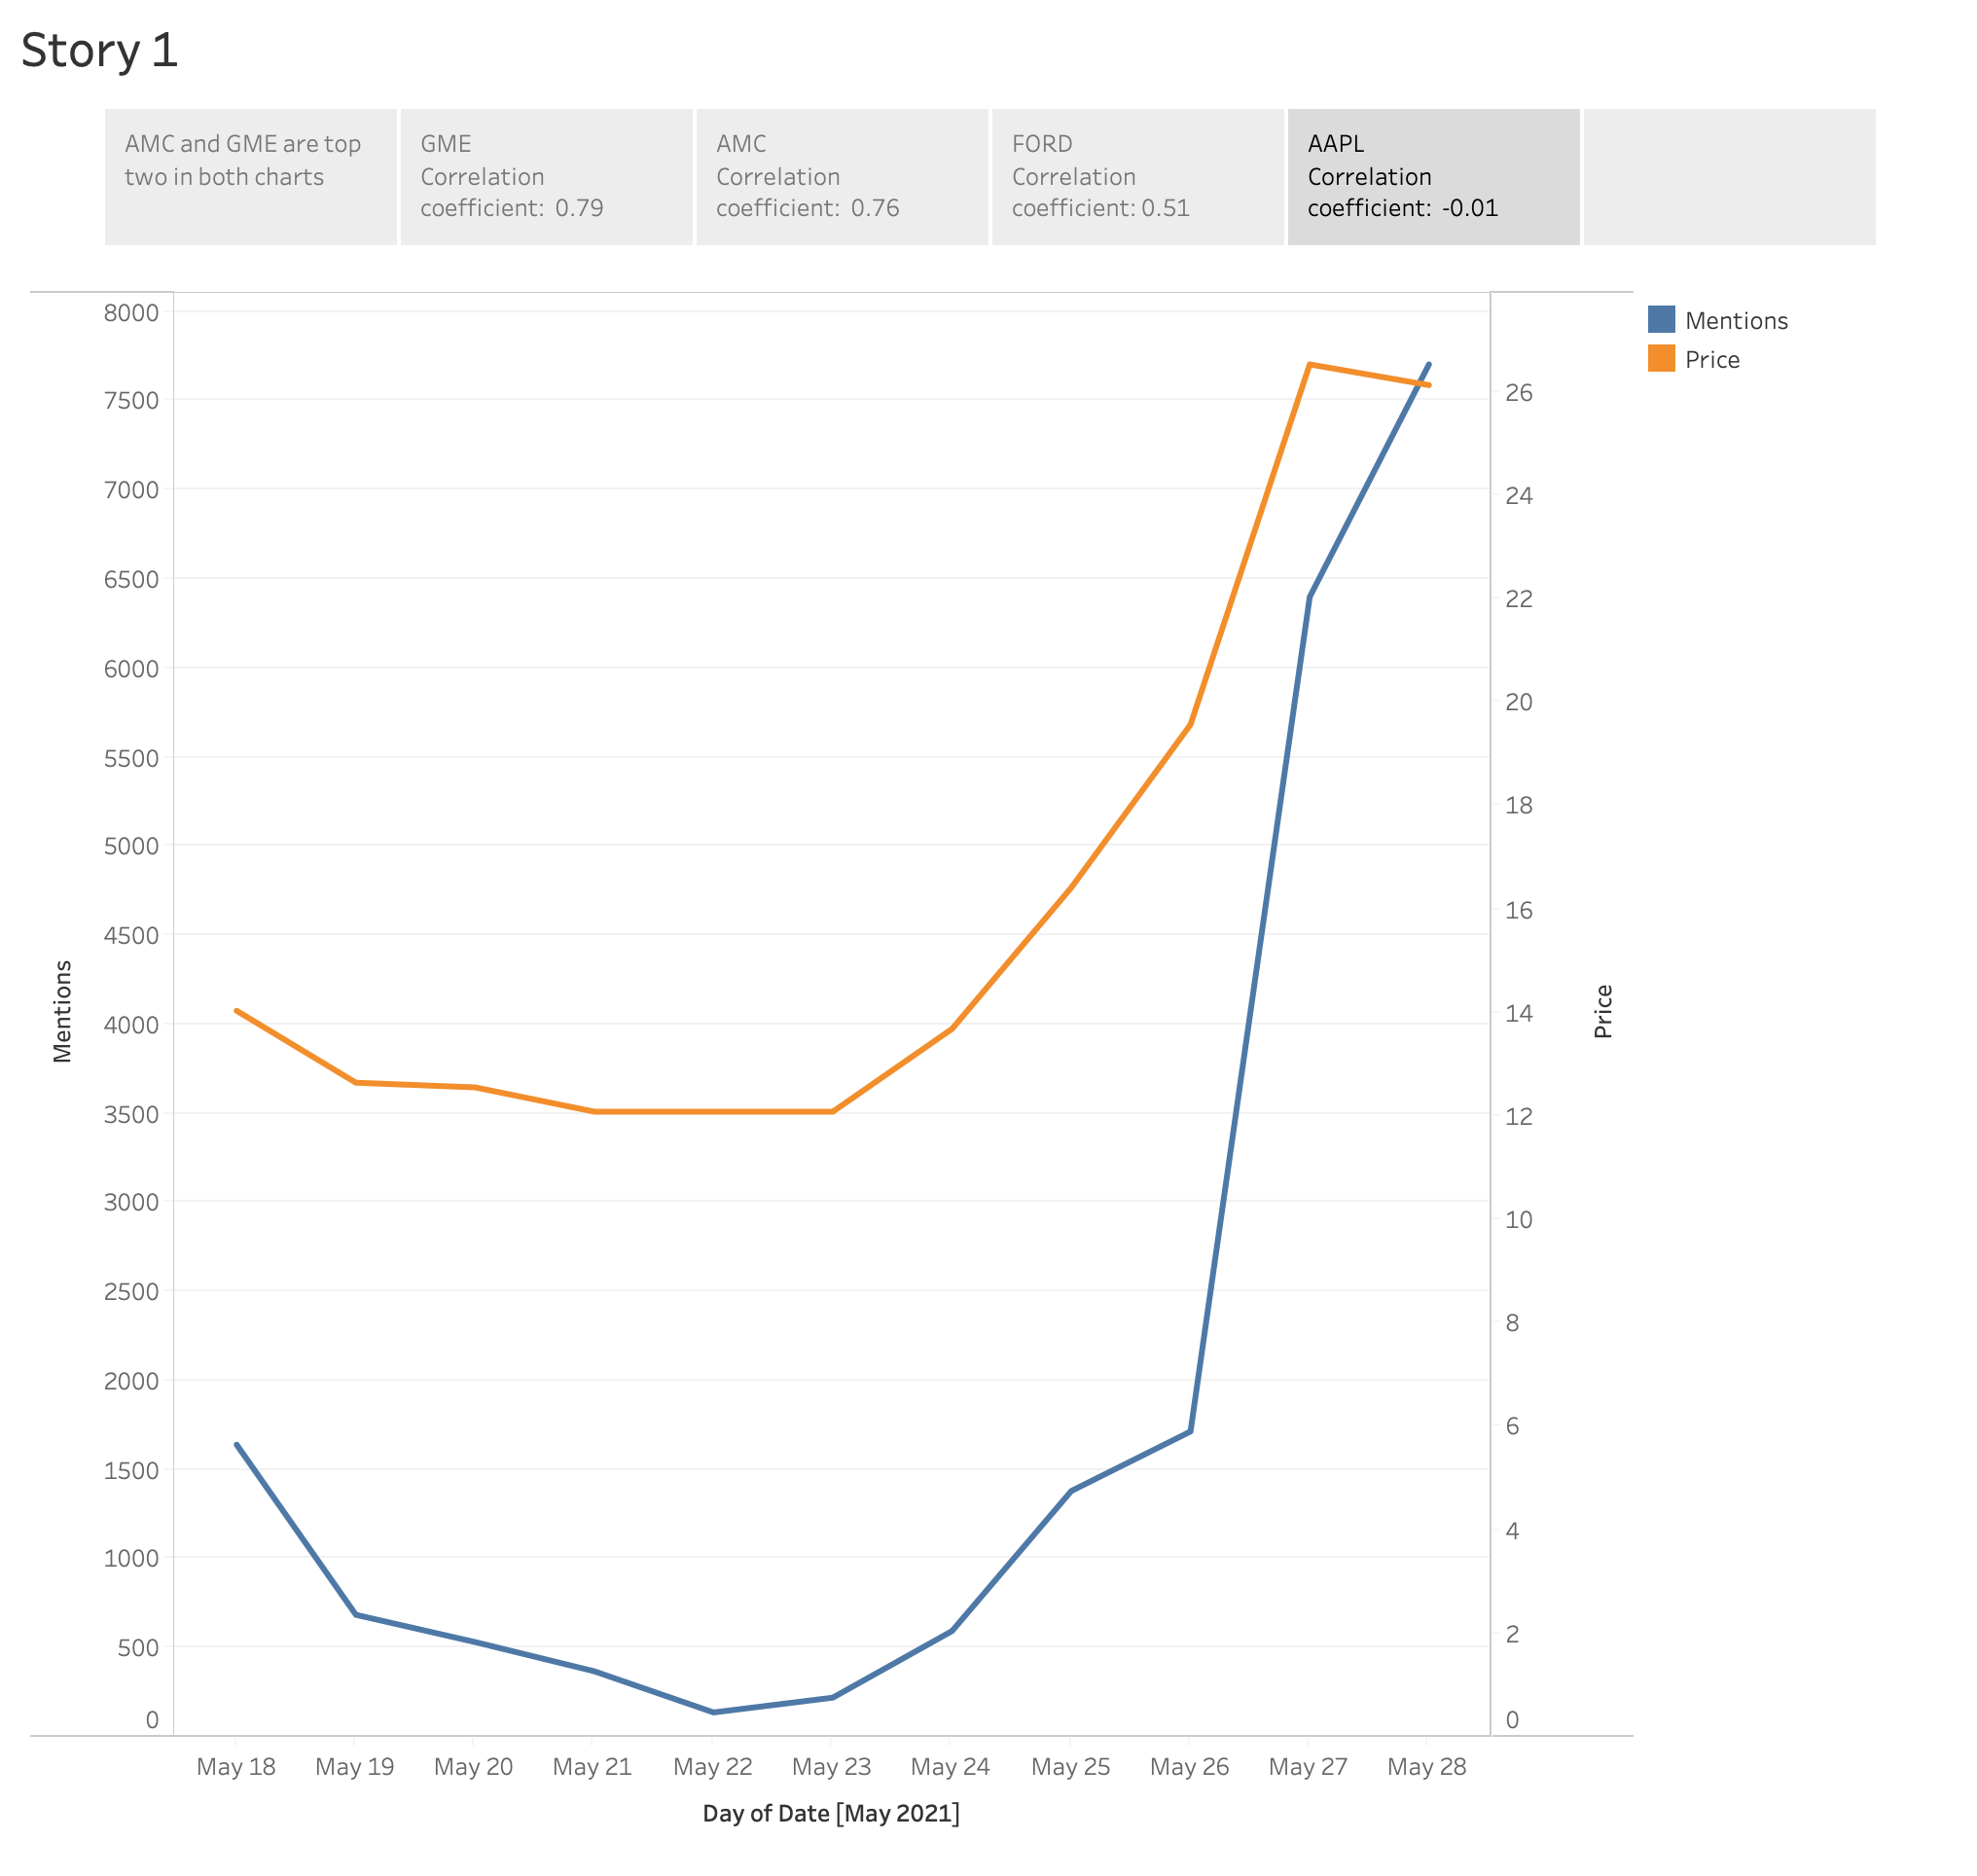 Story 1
AMC and GME are top
two in both charts
GME
Correlation
coefficient:  0.79
AMC
Correlation
coefficient:  0.76
FORD
Correlation
coefficient: 0.51
AAPL
Correlation
coefficient:  -0.01
Mentions
Price
8000
7500
7000
6500
6000
5500
5000
4500
4000
3500
3000
2500
2000
1500
1000
500
0
Mentions
26
24
22
20
18
16
14
12
10
8
6
4
2
0
Price
May 18 May 19 May 20 May 21 May 22 May 23 May 24 May 25 May 26 May 27 May 28
Day of Date [May 2021]